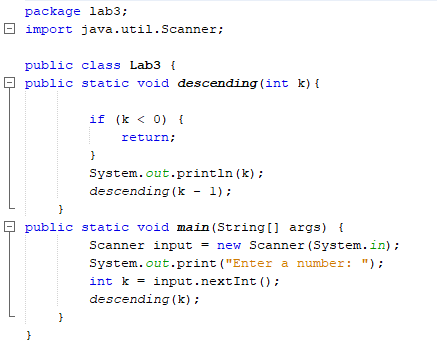 package lab3;
import java.util.Scanner;
public class Lab3 {
public static void descending(int k){
if (k < 0) {
return;
}
System.out.println(k);
descending(k - 1);
}
public static void main(String[] args) {
Scanner input = new Scanner(System.in);
System.out.print("Enter a number: ");
int k = input.nextInt();
descending(k);
}
}